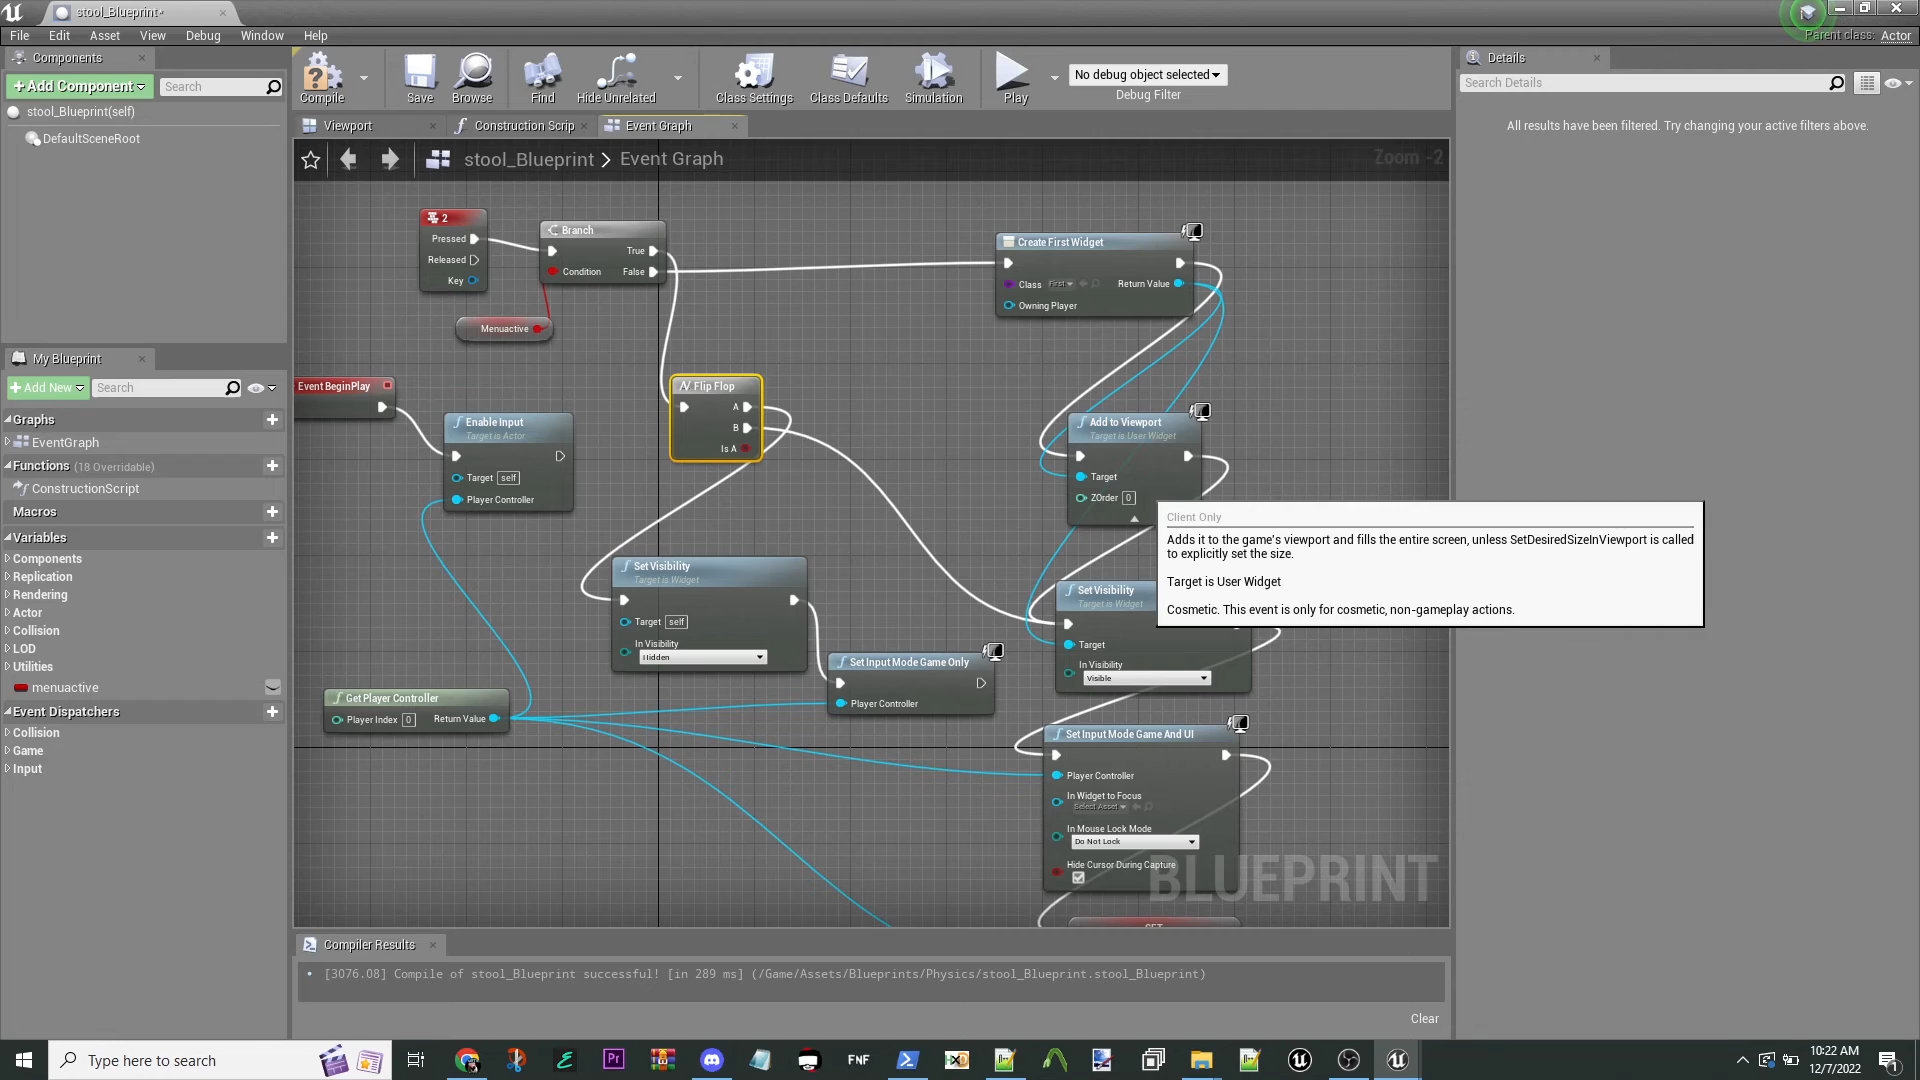 stool_Blueprint*
File Edit Asset View Debug Window Help
Parent class: Actor
Components
Add Component
Search
stool_Blueprint(self)
DefaultSceneRoot
Compile
Save
Browse
Find
Hide Unrelated
Class Settings
Class Defaults
Simulation
Play
No debug object selected
Debug Filter
Viewport
Construction Scrip
Event Graph
stool_Blueprint > Event Graph
Zoom -2
Details
Search Details
All results have been filtered. Try changing your active filters above.
My Blueprint
Add New
Search
Graphs
EventGraph
Functions (18 Overridable)
ConstructionScript
Macros
Variables
Components
Replication
Rendering
Actor
Collision
LOD
Utilities
menuactive
Event Dispatchers
Collision
Game
Input
2
Pressed
Released
Key
Branch
True
Condition False
Menuactive
Event BeginPlay
Enable Input
Target is Actor
Target self
Player Controller
Flip Flop
A
B
Is A
Create First Widget
Class First Return Value
Owning Player
Add to Viewport
Target is User Widget
Target
ZOrder 0
Client Only
Adds it to the game's viewport and fills the entire screen, unless SetDesiredSizeInViewport is called
to explicitly set the size.
Target is User Widget
Cosmetic. This event is only for cosmetic, non-gameplay actions.
Set Visibility
Target is Widget
Target self
In Visibility
Hidden
Set Visibility
Target is Widget
Target
In Visibility
Visible
Set Input Mode Game Only
Player Controller
Get Player Controller
Player Index 0 Return Value
Set Input Mode Game And UI
Player Controller
In Widget to Focus
Select Asset
In Mouse Lock Mode
Do Not Lock
Hide Cursor During Capture
SET
BLUEPRINT
Compiler Results
[3076.08] Compile of stool_Blueprint successful! [in 289 ms] (/Game/Assets/Blueprints/Physics/stool_Blueprint.stool_Blueprint)
Clear
Type here to search
Pr
FNF
10:22 AM
12/7/2022
1